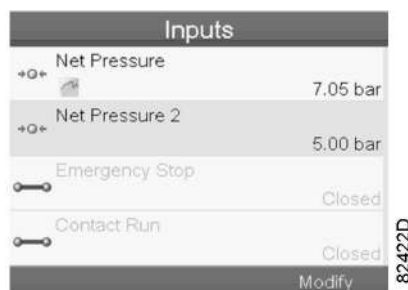 Inputs
Net Pressure
7.05 bar
Net Pressure 2
5.00 bar
Emergency Stop
Closed
Contact Run
Closed
Modify
82422D